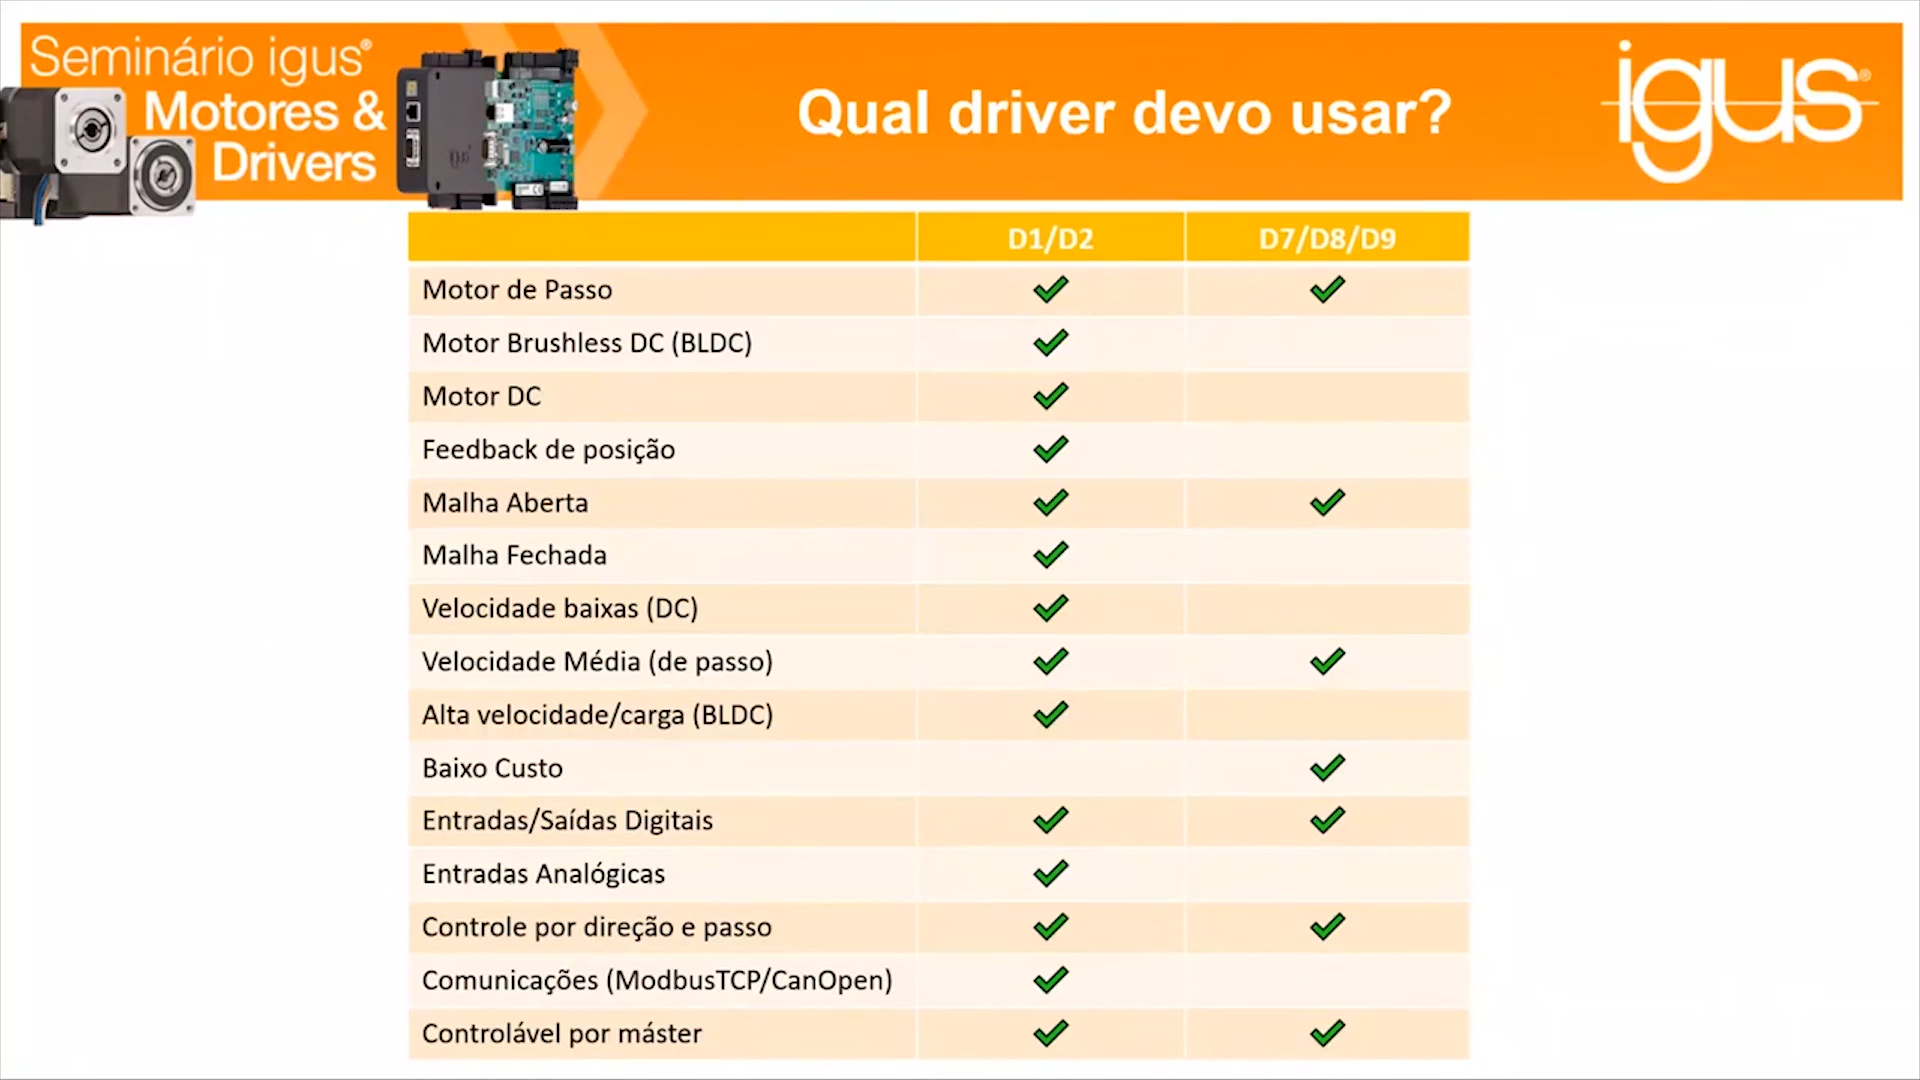 Seminário igus®
Motores &
Drivers
Qual driver devo usar?
igus®
D1/D2 D7/D8/D9
Motor de Passo ✔ ✔
Motor Brushless DC (BLDC) ✔
Motor DC ✔
Feedback de posição ✔
Malha Aberta ✔ ✔
Malha Fechada ✔
Velocidade baixas (DC) ✔
Velocidade Média (de passo) ✔ ✔
Alta velocidade/carga (BLDC) ✔
Baixo Custo ✔
Entradas/Saídas Digitais ✔ ✔
Entradas Analógicas ✔
Controle por direção e passo ✔ ✔
Comunicações (ModbusTCP/CanOpen) ✔
Controlável por máster ✔ ✔